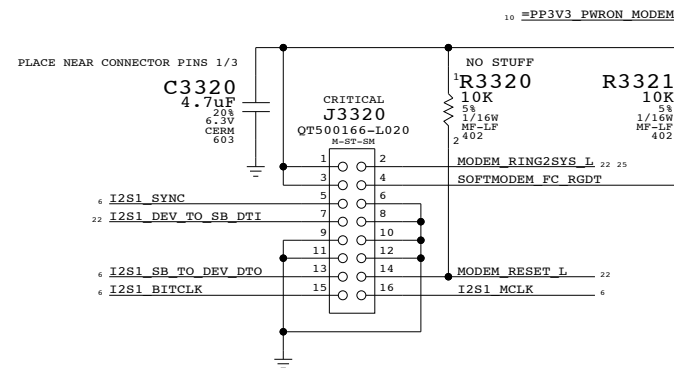 10 =PP3V3_PWRON_MODEM
PLACE NEAR CONNECTOR PINS 1/3
C3320
4.7uF
20%
6.3V
CERM
603
CRITICAL
J3320
QT500166-L020
M-ST-SM
NO STUFF
1
R3320
10K
5%
1/16W
MF-LF
402
2
R3321
10K
5%
1/16W
MF-LF
402
1 2 MODEM_RING2SYS_L 22 25
3 4 SOFTMODEM_FC_RGDT
6 I2S1_SYNC 5 6
22 I2S1_DEV_TO_SB_DTI 7 8
9 10
11 12
6 I2S1_SB_TO_DEV_DTO 13 14 MODEM_RESET_L 22
6 I2S1_BITCLK 15 16 I2S1_MCLK 6